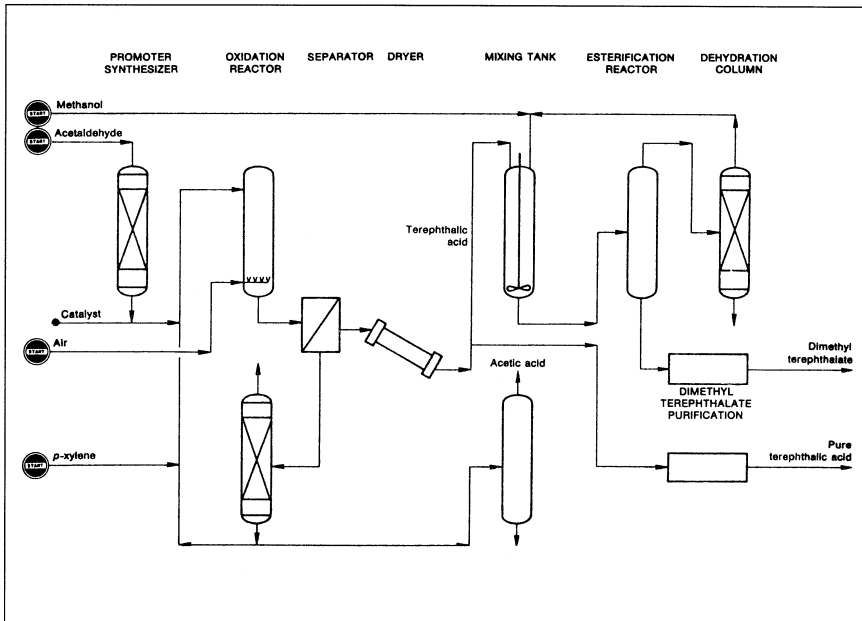 PROMOTER
SYNTHESIZER
OXIDATION
REACTOR
SEPARATOR
DRYER
MIXING TANK
ESTERIFICATION
REACTOR
DEHYDRATION
COLUMN
START
Methanol
START
Acetaldehyde
Terephthalic
acid
Catalyst
START
Air
Acetic acid
Dimethyl
terephthalate
DIMETHYL
TEREPHTHALATE
PURIFICATION
START
p-xylene
Pure
terephthalic acid